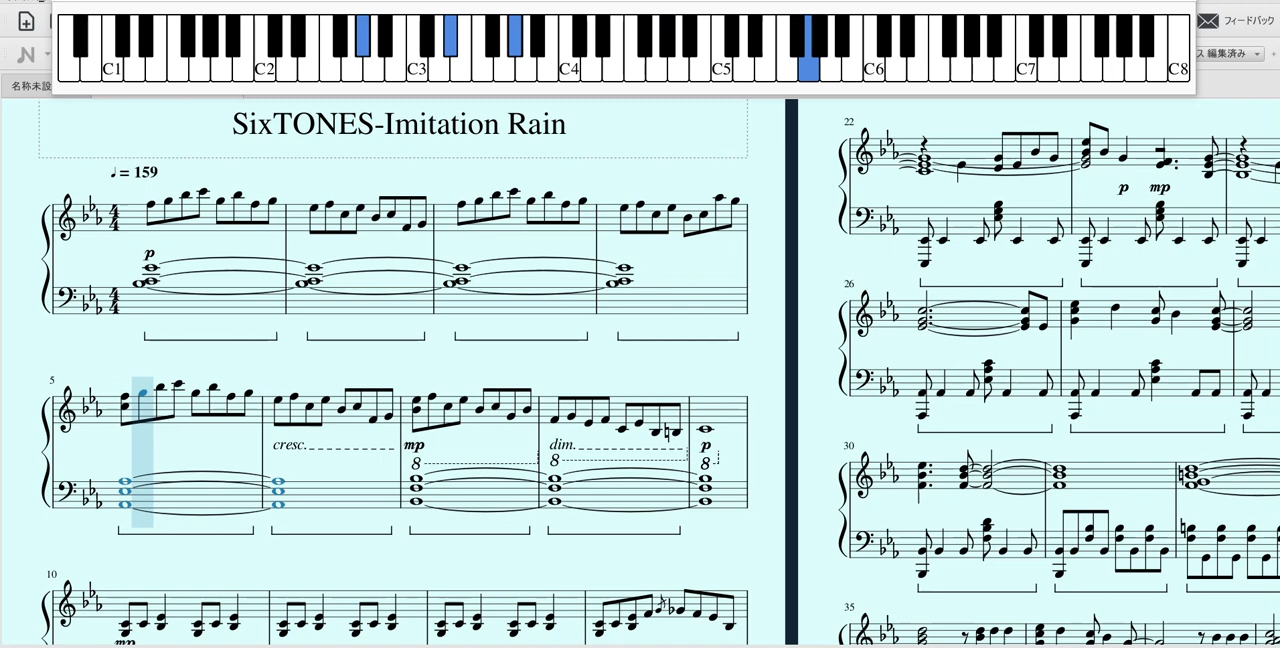 フィードバック
C1 C2 C3 C4 C5 C6 C7 C8
ス 編集済み
名称未設
SixTONES-Imitation Rain
♩= 159
p
5
cresc.
mp
dim.
p
8
8
8
10
mp
22
p mp
26
30
35